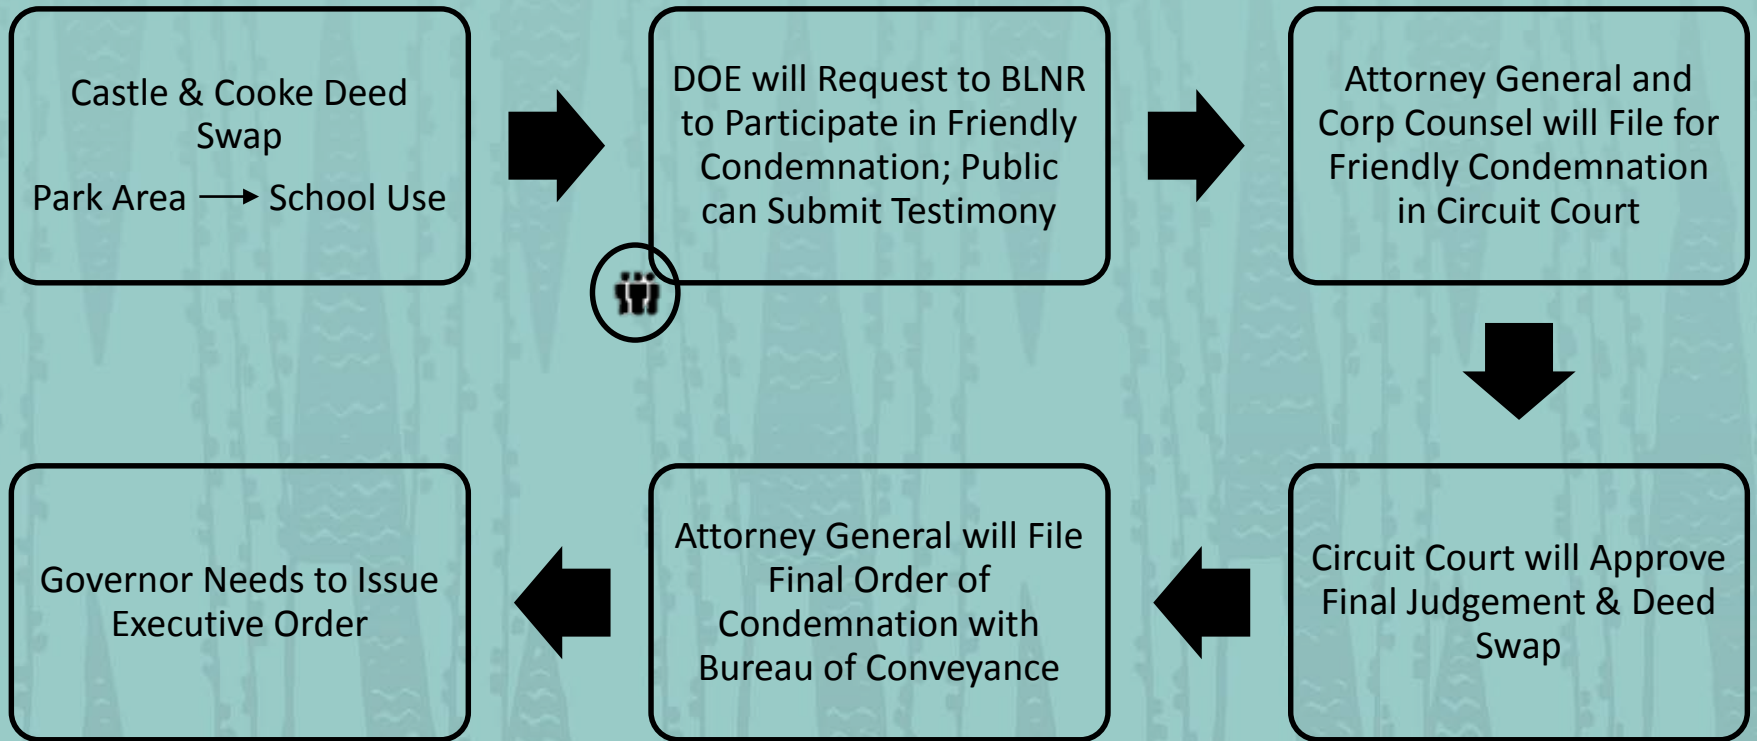 Castle & Cooke Deed
Swap
Park Area → School Use
DOE will Request to BLNR
to Participate in Friendly
Condemnation; Public
can Submit Testimony
Attorney General and
Corp Counsel will File for
Friendly Condemnation
in Circuit Court
Circuit Court will Approve
Final Judgement & Deed
Swap
Attorney General will File
Final Order of
Condemnation with
Bureau of Conveyance
Governor Needs to Issue
Executive Order